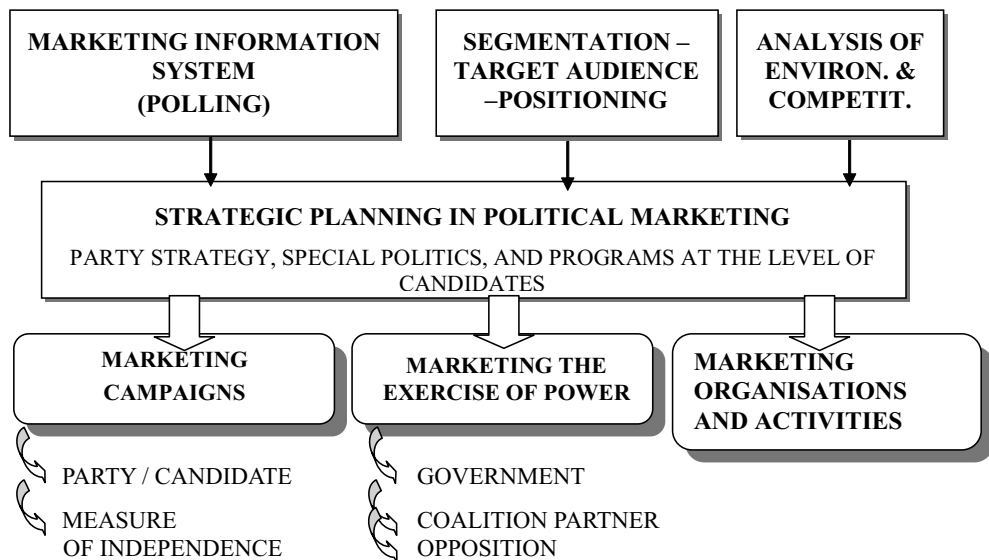 MARKETING INFORMATION
SYSTEM
(POLLING)
SEGMENTATION –
TARGET AUDIENCE
–POSITIONING
ANALYSIS OF
ENVIRON. &
COMPETIT.
STRATEGIC PLANNING IN POLITICAL MARKETING
PARTY STRATEGY, SPECIAL POLITICS, AND PROGRAMS AT THE LEVEL OF
CANDIDATES
MARKETING
CAMPAIGNS
MARKETING THE
EXERCISE OF POWER
MARKETING
ORGANISATIONS
AND ACTIVITIES
PARTY / CANDIDATE
MEASURE
OF INDEPENDENCE
GOVERNMENT
COALITION PARTNER
OPPOSITION